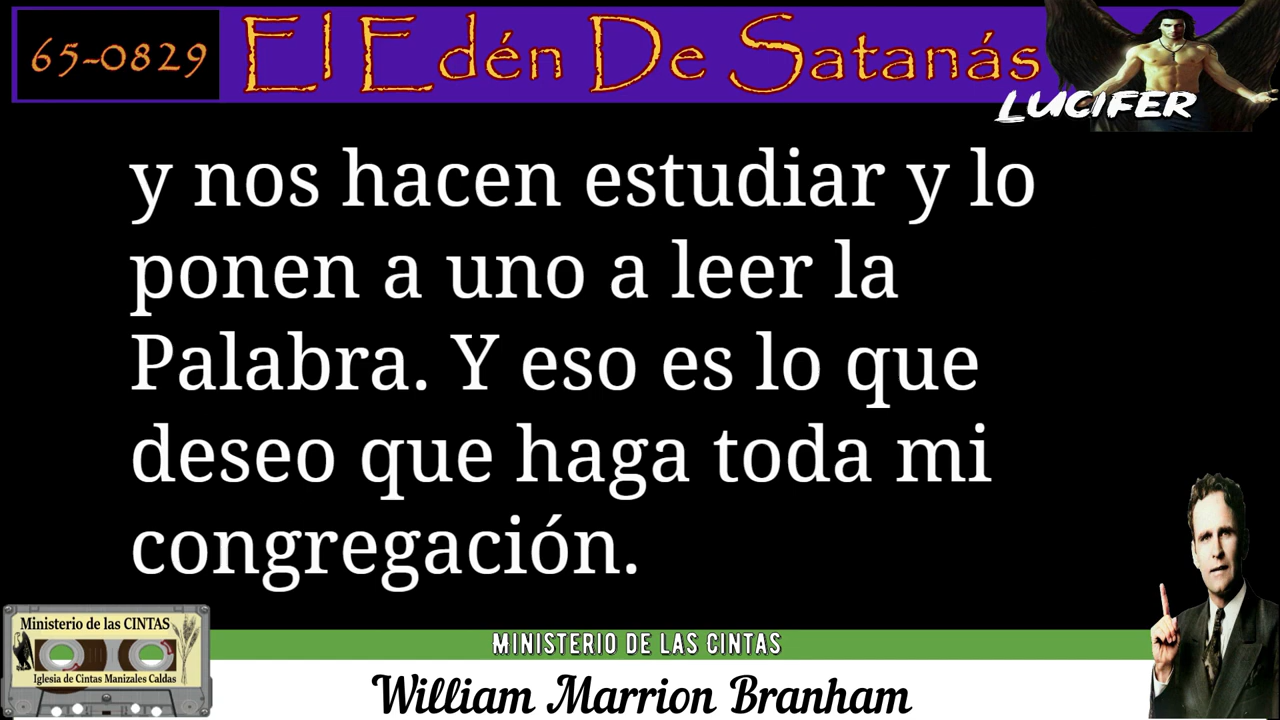 65-0829
El Edén De Satanás
LUCIFER
y nos hacen estudiar y lo
ponen a uno a leer la
Palabra. Y eso es lo que
deseo que haga toda mi
congregación.
Ministerio de las CINTAS
Iglesia de Cintas Manizales Caldas
MINISTERIO DE LAS CINTAS
William Marrion Branham